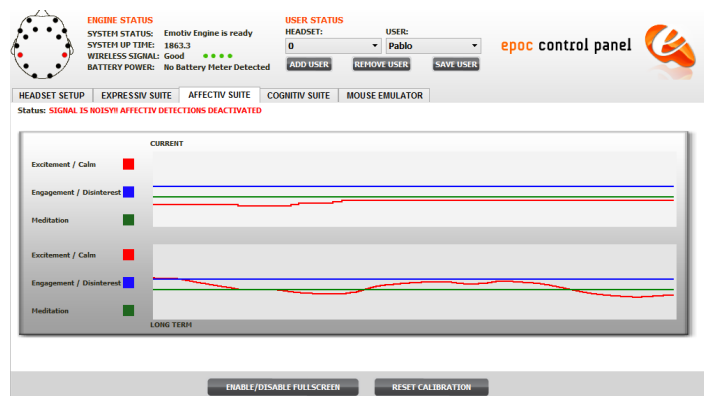 ENGINE STATUS
SYSTEM STATUS: Emotiv Engine is ready
SYSTEM UP TIME: 1863.3
WIRELESS SIGNAL: Good
BATTERY POWER: No Battery Meter Detected
USER STATUS
HEADSET: USER:
0 Pablo
ADD USER REMOVE USER SAVE USER
epoc control panel
HEADSET SETUP EXPRESSIV SUITE AFFECTIV SUITE COGNITIV SUITE MOUSE EMULATOR
Status: SIGNAL IS NOISY!! AFFECTIV DETECTIONS DEACTIVATED
CURRENT
Excitement / Calm
Engagement / Disinterest
Meditation
Excitement / Calm
Engagement / Disinterest
Meditation
LONG TERM
ENABLE/DISABLE FULLSCREEN RESET CALIBRATION